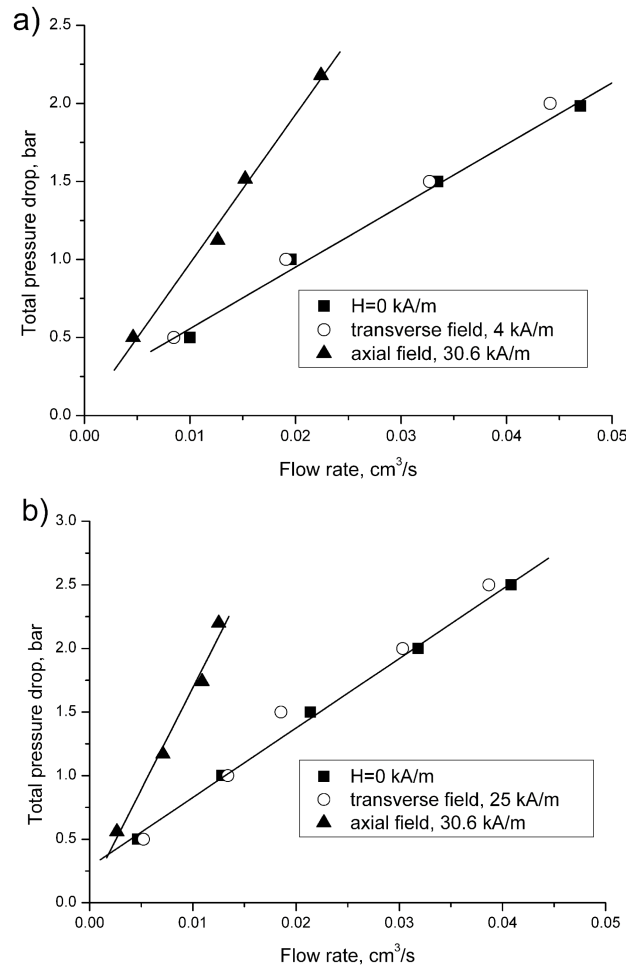 a)
2.5
2.0
1.5
1.0
0.5
0.0
Total pressure drop, bar
H=0 kA/m
transverse field, 4 kA/m
axial field, 30.6 kA/m
0.00 0.01 0.02 0.03 0.04 0.05
Flow rate, cm³/s
b)
3.0
2.5
2.0
1.5
1.0
0.5
0.0
Total pressure drop, bar
H=0 kA/m
transverse field, 25 kA/m
axial field, 30.6 kA/m
0.00 0.01 0.02 0.03 0.04 0.05
Flow rate, cm³/s